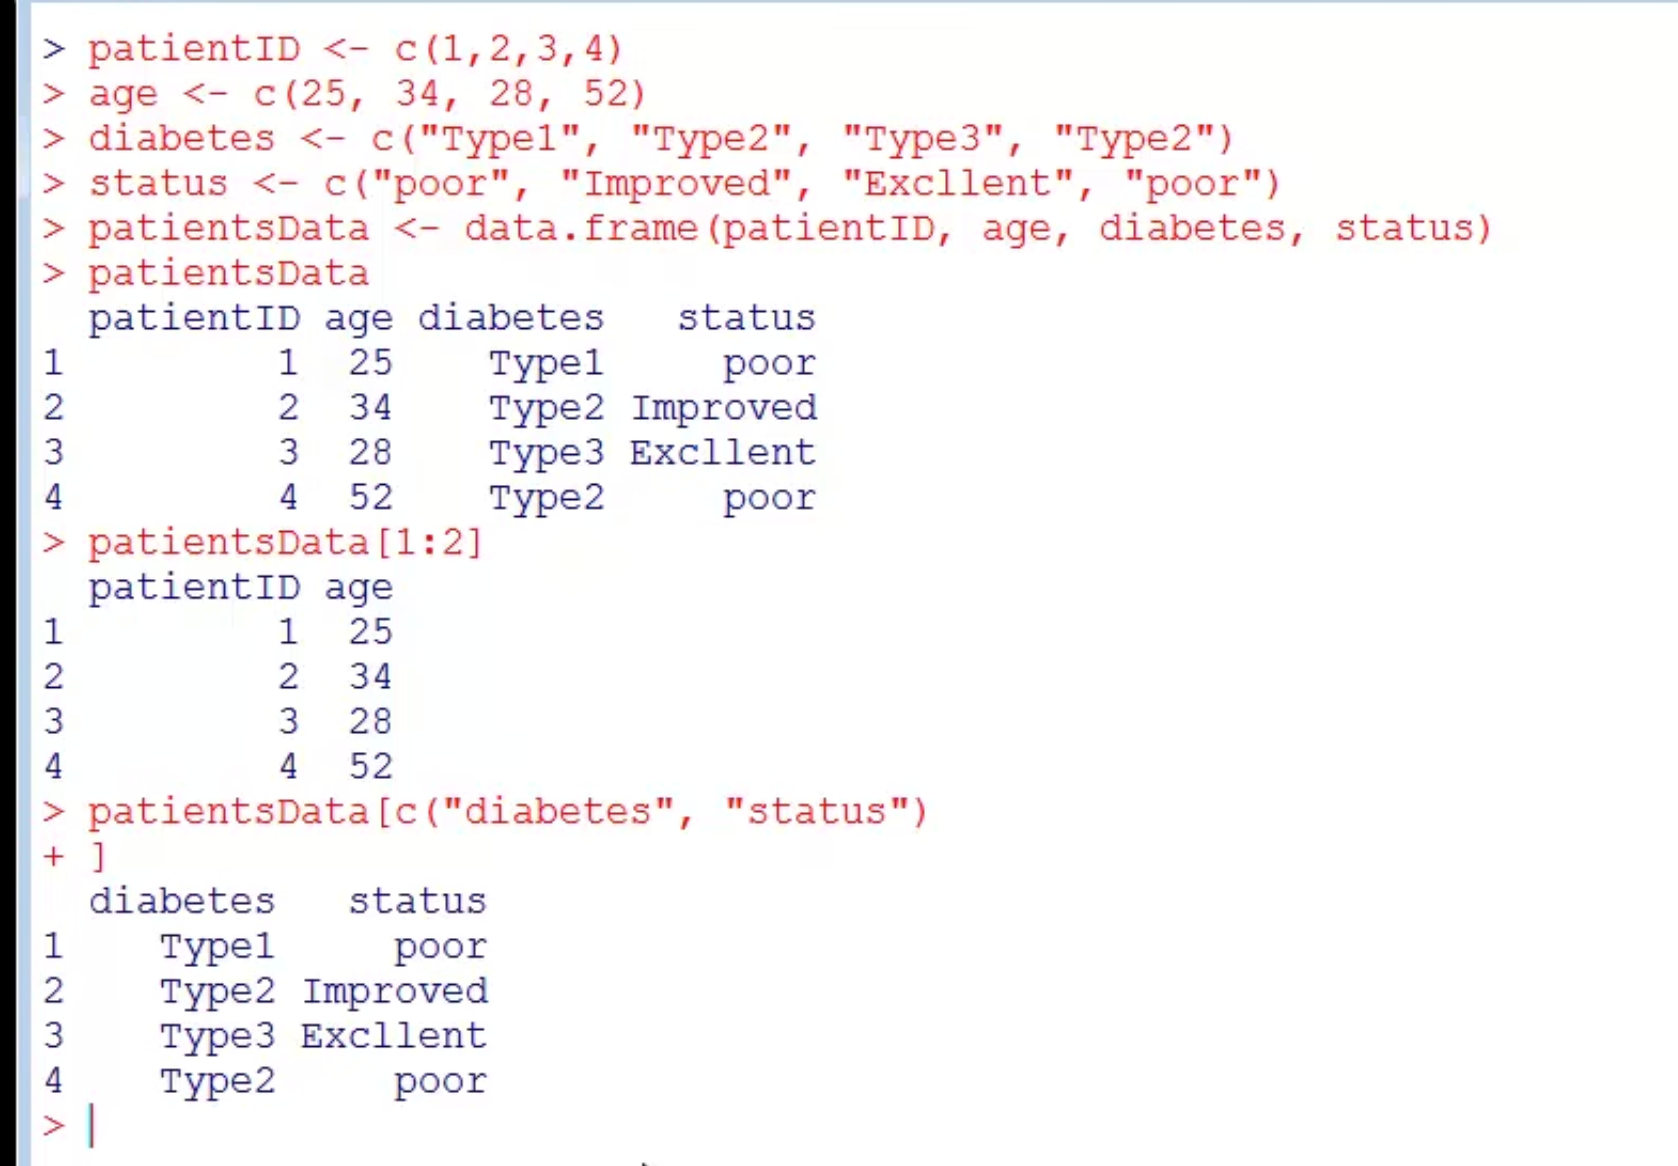 > patientID <- c(1,2,3,4)
> age <- c(25, 34, 28, 52)
> diabetes <- c("Type1", "Type2", "Type3", "Type2")
> status <- c("poor", "Improved", "Excllent", "poor")
> patientsData <- data.frame(patientID, age, diabetes, status)
> patientsData
  patientID age diabetes   status
1         1  25    Type1     poor
2         2  34    Type2 Improved
3         3  28    Type3 Excllent
4         4  52    Type2     poor
> patientsData[1:2]
  patientID age
1         1  25
2         2  34
3         3  28
4         4  52
> patientsData[c("diabetes", "status")
+ ]
  diabetes   status
1    Type1     poor
2    Type2 Improved
3    Type3 Excllent
4    Type2     poor
>